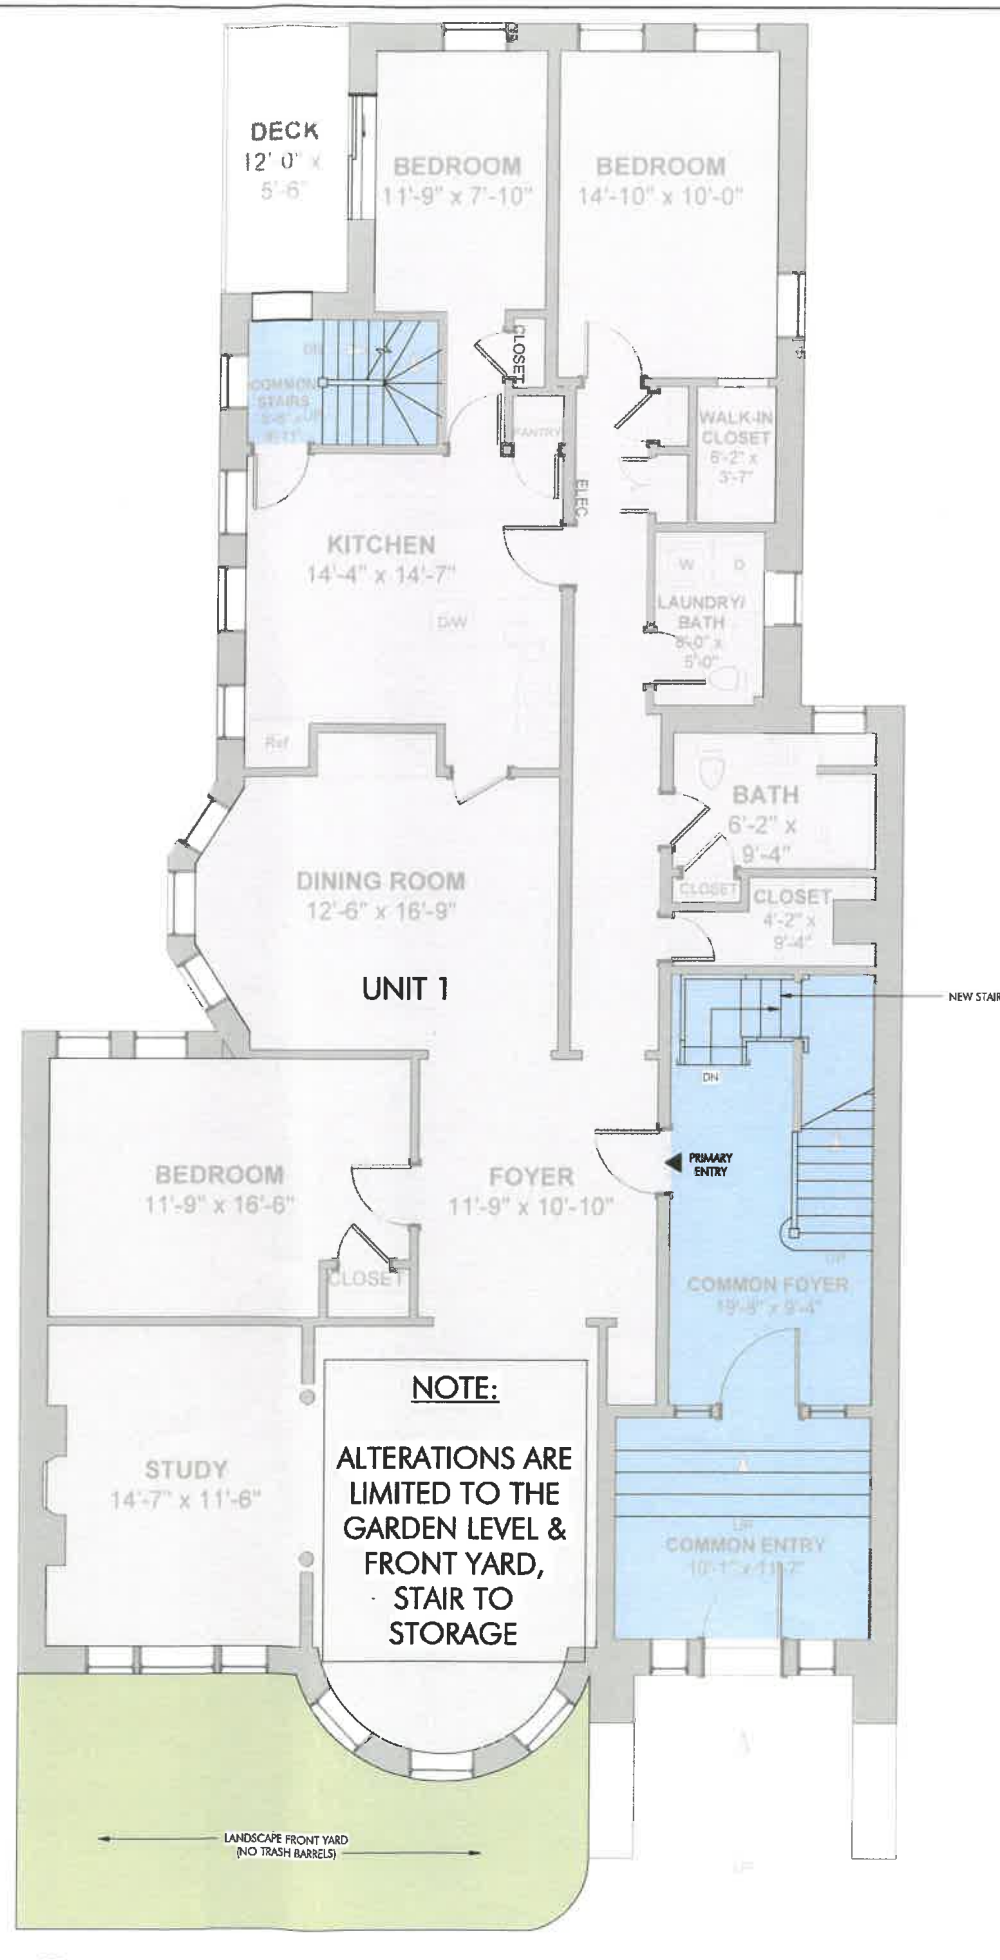 DECK
12' 0" x
5'-6"
BEDROOM
11'-9" x 7'-10"
BEDROOM
14'-10" x 10'-0"
CLOSET
COMMON
STAIRS
PANTRY
WALK-IN
CLOSET
6'-2" x
3'-7"
ELEC
KITCHEN
14'-4" x 14'-7"
D/W
Ref
W D
LAUNDRY/
BATH
8'-0" x
5'-0"
BATH
6'-2" x
9'-4"
CLOSET
CLOSET
4'-2" x
9'-4"
DINING ROOM
12'-6" x 16'-9"
UNIT 1
NEW STAIR
DN
PRIMARY
ENTRY
BEDROOM
11'-9" x 16'-6"
CLOSET
FOYER
11'-9" x 10'-10"
UP
COMMON FOYER
19'-8" x 9'-4"
NOTE:
ALTERATIONS ARE
LIMITED TO THE
GARDEN LEVEL &
FRONT YARD,
STAIR TO
STORAGE
STUDY
14'-7" x 11'-6"
UP
COMMON ENTRY
10'-1" x 11'-7"
LANDSCAPE FRONT YARD
(NO TRASH BARRELS)
UP